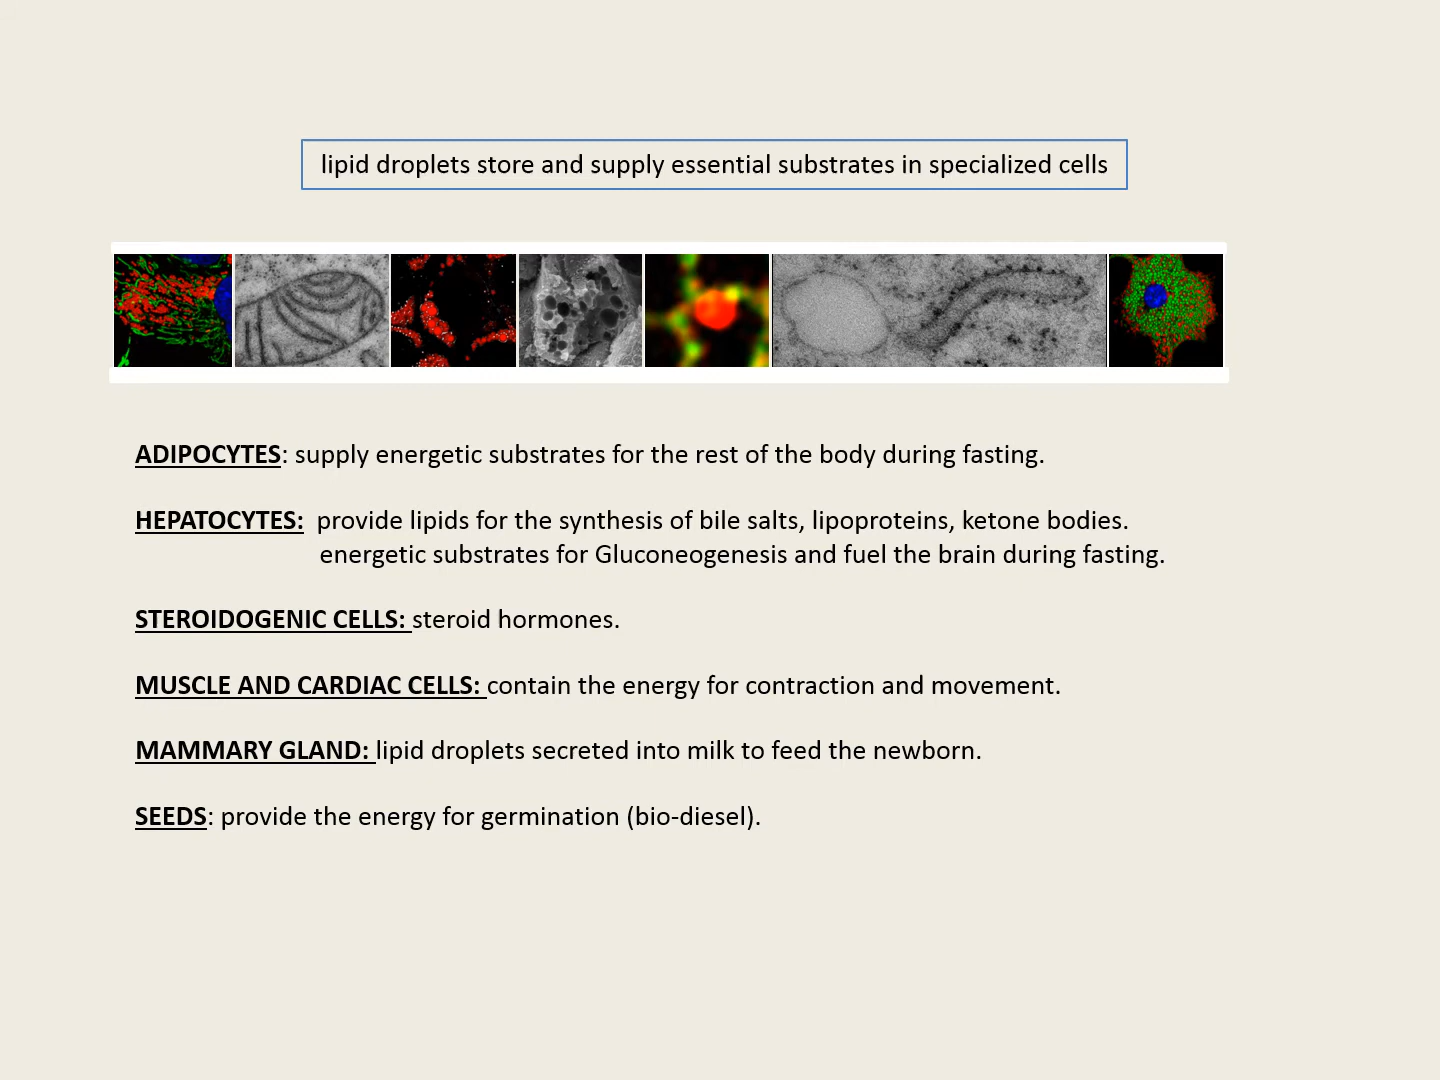 lipid droplets store and supply essential substrates in specialized cells
ADIPOCYTES: supply energetic substrates for the rest of the body during fasting.
HEPATOCYTES: provide lipids for the synthesis of bile salts, lipoproteins, ketone bodies.
energetic substrates for Gluconeogenesis and fuel the brain during fasting.
STEROIDOGENIC CELLS: steroid hormones.
MUSCLE AND CARDIAC CELLS: contain the energy for contraction and movement.
MAMMARY GLAND: lipid droplets secreted into milk to feed the newborn.
SEEDS: provide the energy for germination (bio-diesel).